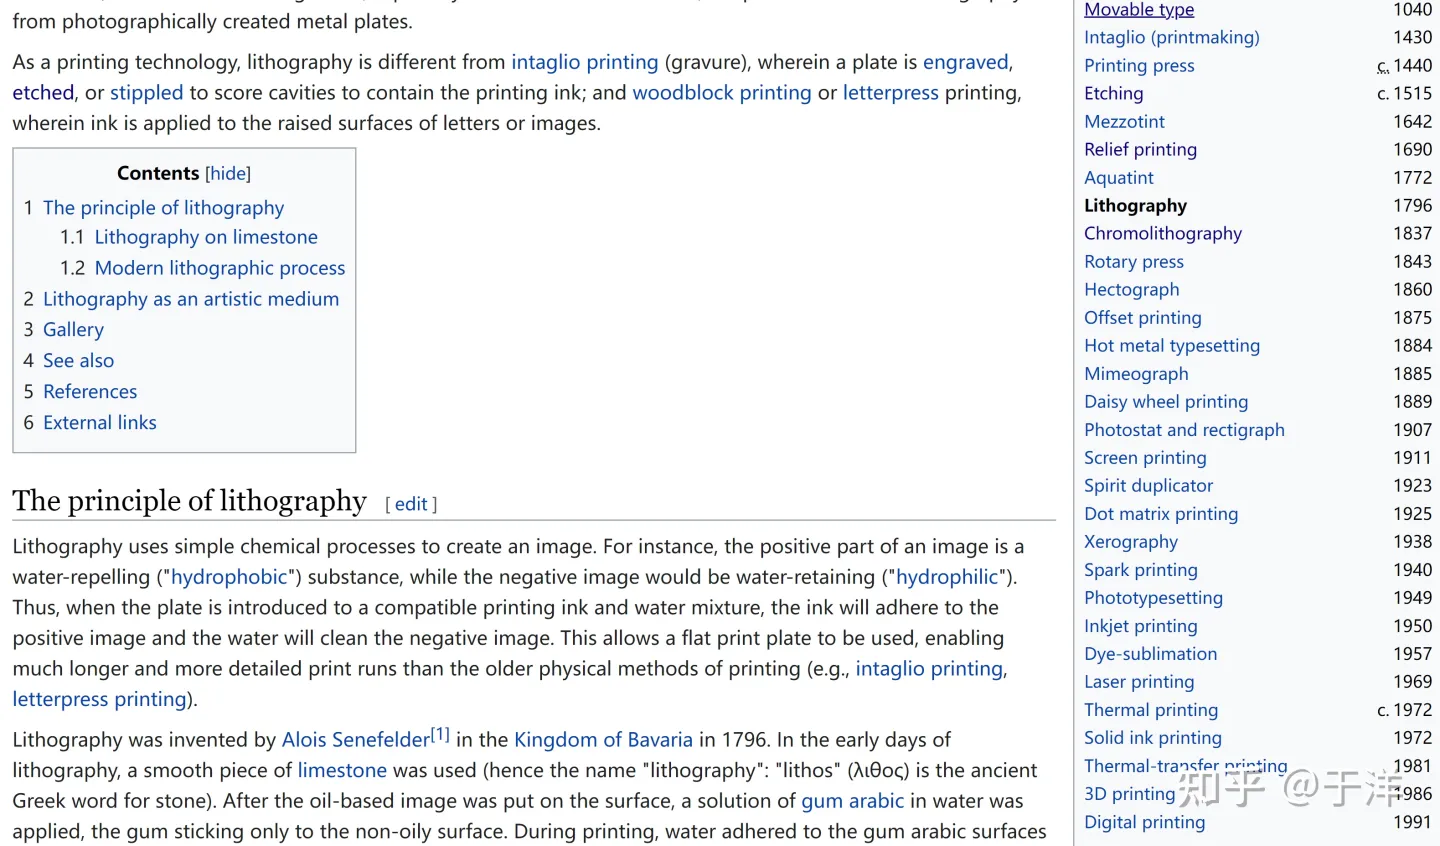 from photographically created metal plates.
As a printing technology, lithography is different from intaglio printing (gravure), wherein a plate is engraved,
etched, or stippled to score cavities to contain the printing ink; and woodblock printing or letterpress printing,
wherein ink is applied to the raised surfaces of letters or images.
Contents [hide]
1 The principle of lithography
1.1 Lithography on limestone
1.2 Modern lithographic process
2 Lithography as an artistic medium
3 Gallery
4 See also
5 References
6 External links
The principle of lithography [ edit ]
Lithography uses simple chemical processes to create an image. For instance, the positive part of an image is a
water-repelling ("hydrophobic") substance, while the negative image would be water-retaining ("hydrophilic").
Thus, when the plate is introduced to a compatible printing ink and water mixture, the ink will adhere to the
positive image and the water will clean the negative image. This allows a flat print plate to be used, enabling
much longer and more detailed print runs than the older physical methods of printing (e.g., intaglio printing,
letterpress printing).
Lithography was invented by Alois Senefelder[1] in the Kingdom of Bavaria in 1796. In the early days of
lithography, a smooth piece of limestone was used (hence the name "lithography": "lithos" (λιθος) is the ancient
Greek word for stone). After the oil-based image was put on the surface, a solution of gum arabic in water was
applied, the gum sticking only to the non-oily surface. During printing, water adhered to the gum arabic surfaces
Movable type 1040
Intaglio (printmaking) 1430
Printing press c. 1440
Etching c. 1515
Mezzotint 1642
Relief printing 1690
Aquatint 1772
Lithography 1796
Chromolithography 1837
Rotary press 1843
Hectograph 1860
Offset printing 1875
Hot metal typesetting 1884
Mimeograph 1885
Daisy wheel printing 1889
Photostat and rectigraph 1907
Screen printing 1911
Spirit duplicator 1923
Dot matrix printing 1925
Xerography 1938
Spark printing 1940
Phototypesetting 1949
Inkjet printing 1950
Dye-sublimation 1957
Laser printing 1969
Thermal printing c. 1972
Solid ink printing 1972
Thermal-transfer printing 1981
3D printing 1986
Digital printing 1991
知乎 @于洋